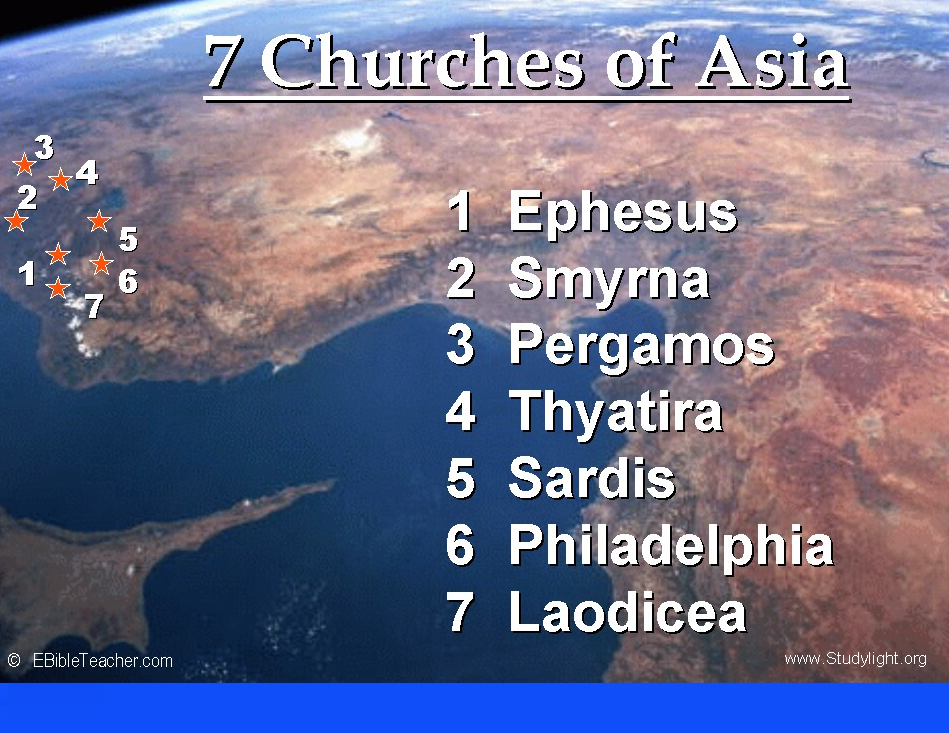 7 Churches of Asia
3
4
2
5
1
6
7
1 Ephesus
2 Smyrna
3 Pergamos
4 Thyatira
5 Sardis
6 Philadelphia
7 Laodicea
© EBibleTeacher.com
www.Studylight.org